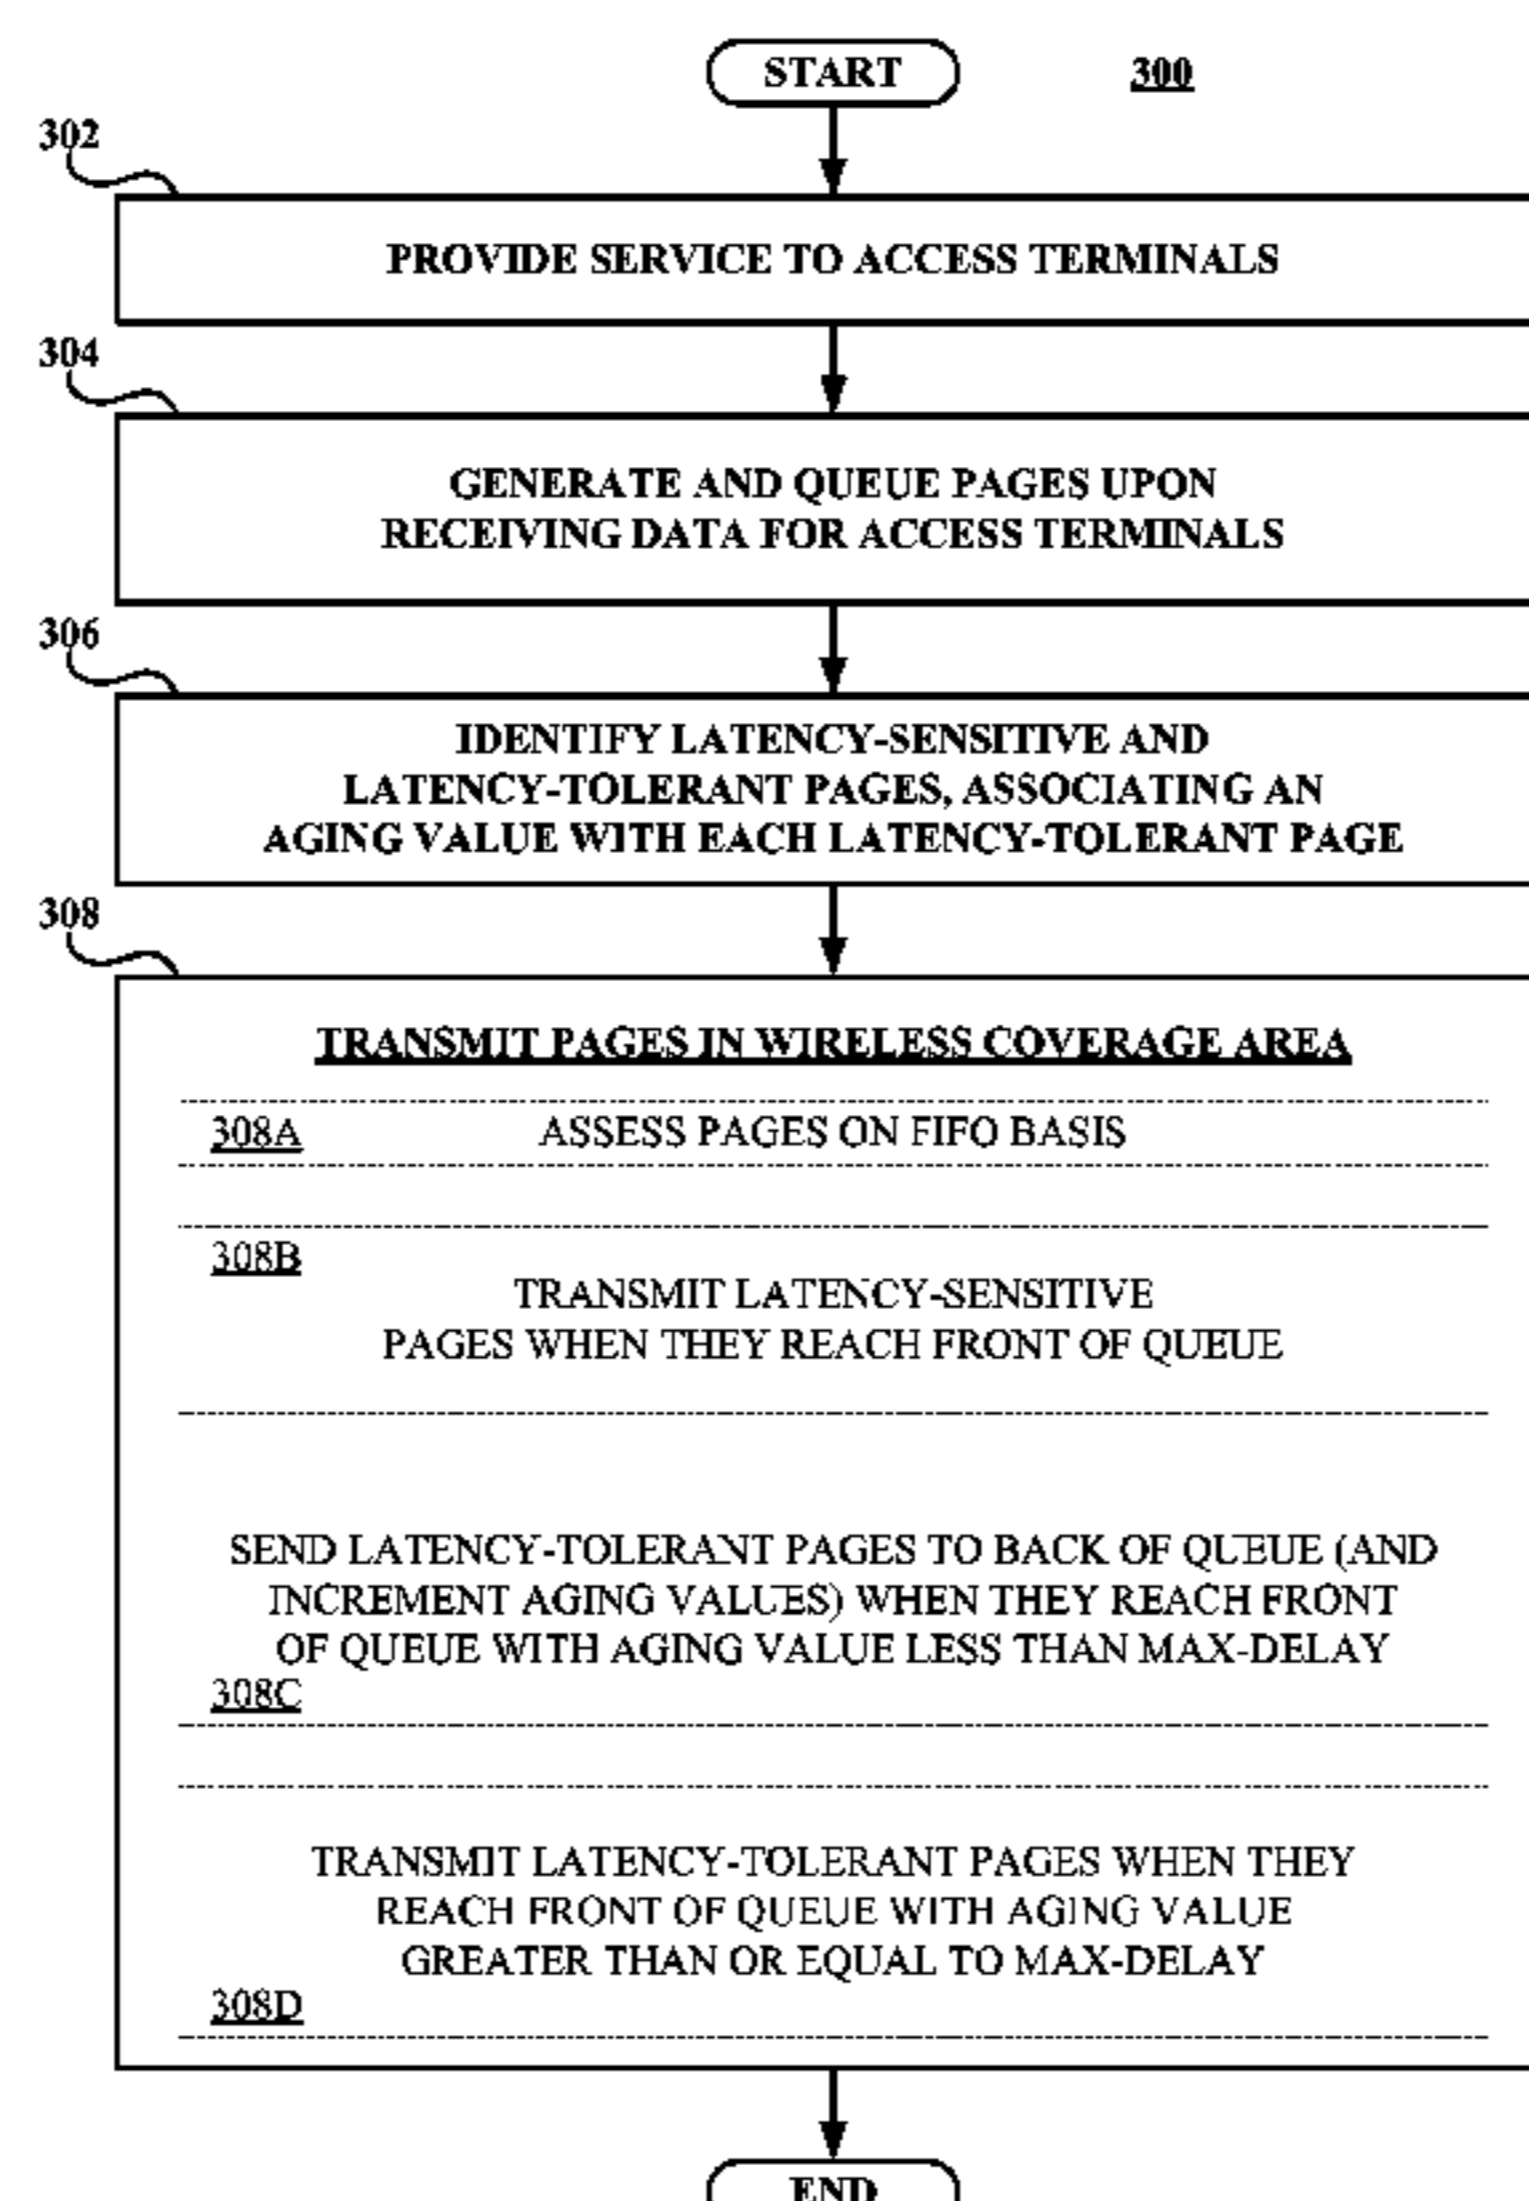 START
300
302
PROVIDE SERVICE TO ACCESS TERMINALS
304
GENERATE AND QUEUE PAGES UPON
RECEIVING DATA FOR ACCESS TERMINALS
306
IDENTIFY LATENCY-SENSITIVE AND
LATENCY-TOLERANT PAGES, ASSOCIATING AN
AGING VALUE WITH EACH LATENCY-TOLERANT PAGE
308
TRANSMIT PAGES IN WIRELESS COVERAGE AREA
308A ASSESS PAGES ON FIFO BASIS
308B
TRANSMIT LATENCY-SENSITIVE
PAGES WHEN THEY REACH FRONT OF QUEUE
SEND LATENCY-TOLERANT PAGES TO BACK OF QUEUE (AND
INCREMENT AGING VALUES) WHEN THEY REACH FRONT
OF QUEUE WITH AGING VALUE LESS THAN MAX-DELAY
308C
TRANSMIT LATENCY-TOLERANT PAGES WHEN THEY
REACH FRONT OF QUEUE WITH AGING VALUE
GREATER THAN OR EQUAL TO MAX-DELAY
308D
END